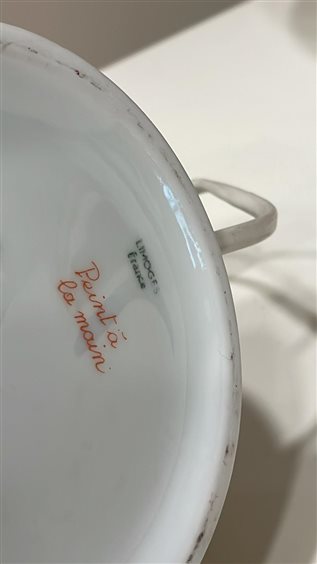 LIMOGES
France
Peint à
la main